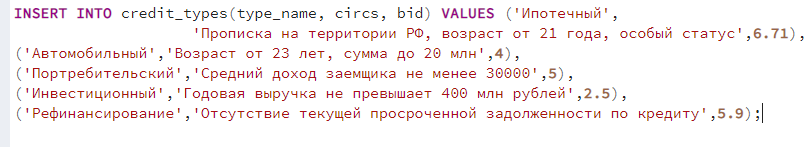 INSERT INTO credit_types(type_name, circs, bid) VALUES ('Ипотечный',
'Прописка на территории РФ, возраст от 21 года, особый статус',6.71),
('Автомобильный','Возраст от 23 лет, сумма до 20 млн',4),
('Портребительский','Средний доход заемщика не менее 30000',5),
('Инвестиционный','Годовая выручка не превышает 400 млн рублей',2.5),
('Рефинансирование','Отсутствие текущей просроченной задолженности по кредиту',5.9);